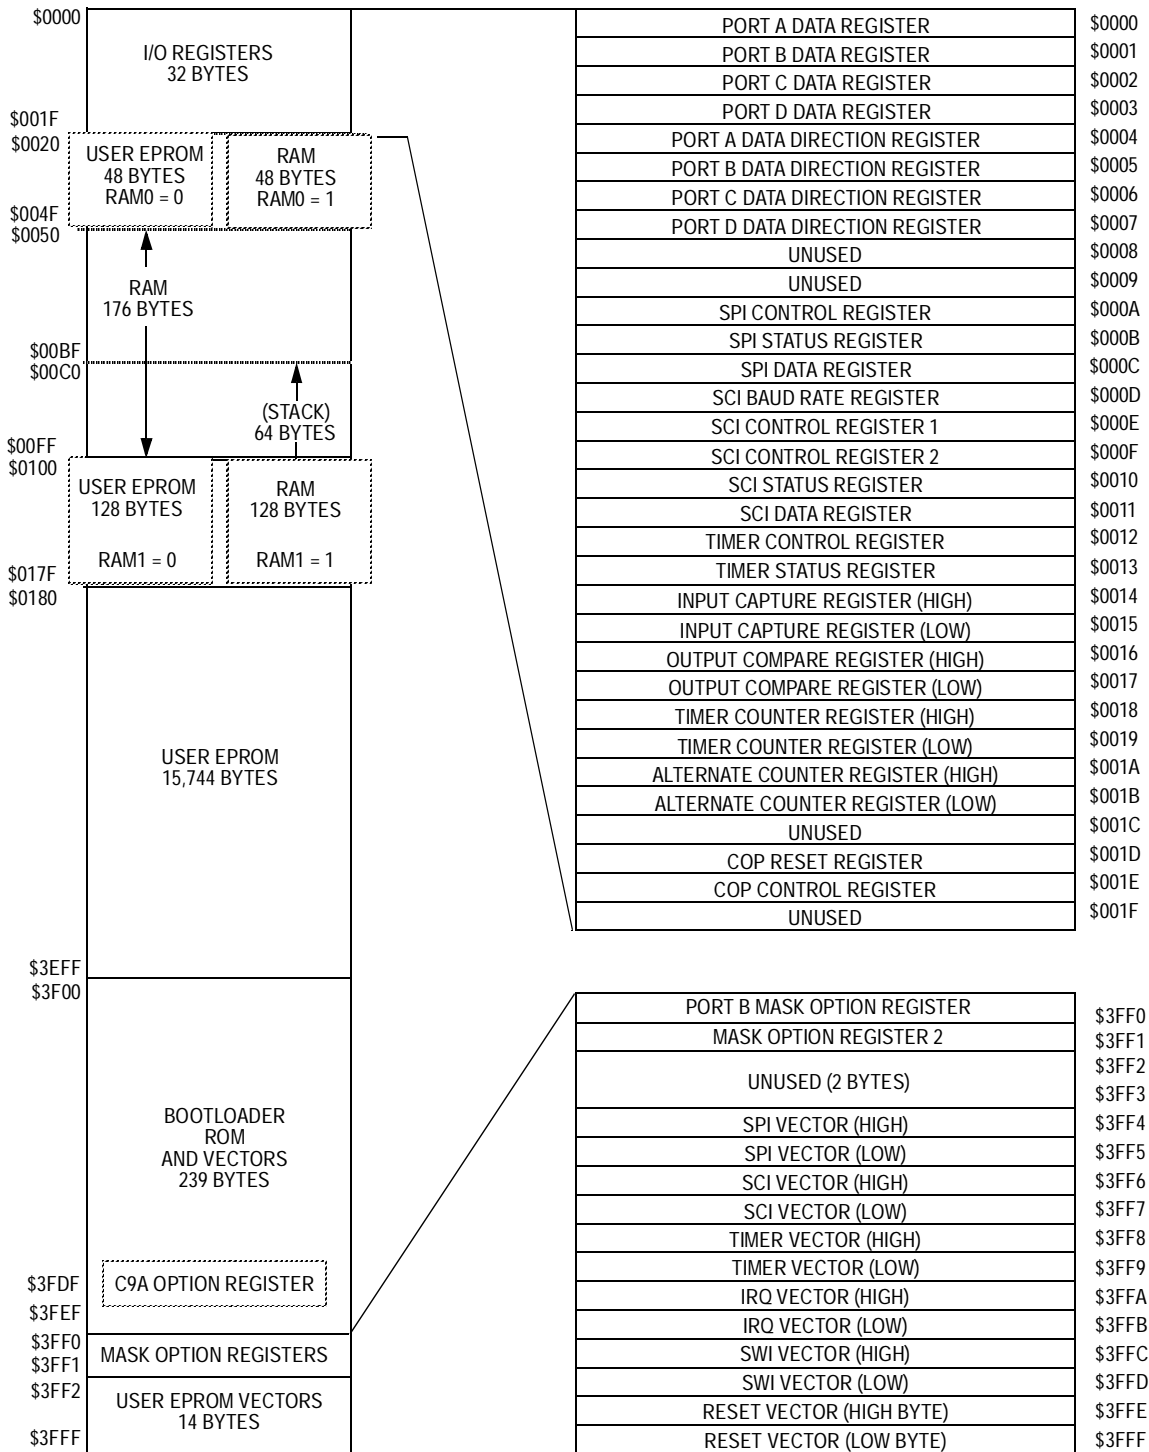 $0000
I/O REGISTERS
32 BYTES
$001F
$0020
USER EPROM
48 BYTES
RAM0 = 0
RAM
48 BYTES
RAM0 = 1
$004F
$0050
RAM
176 BYTES
$00BF
$00C0
(STACK)
64 BYTES
$00FF
$0100
USER EPROM
128 BYTES
RAM1 = 0
RAM
128 BYTES
RAM1 = 1
$017F
$0180
USER EPROM
15,744 BYTES
$3EFF
$3F00
BOOTLOADER
ROM
AND VECTORS
239 BYTES
$3FDF
C9A OPTION REGISTER
$3FEF
$3FF0
$3FF1
MASK OPTION REGISTERS
$3FF2
USER EPROM VECTORS
14 BYTES
$3FFF
PORT A DATA REGISTER $0000
PORT B DATA REGISTER $0001
PORT C DATA REGISTER $0002
PORT D DATA REGISTER $0003
PORT A DATA DIRECTION REGISTER $0004
PORT B DATA DIRECTION REGISTER $0005
PORT C DATA DIRECTION REGISTER $0006
PORT D DATA DIRECTION REGISTER $0007
UNUSED $0008
UNUSED $0009
SPI CONTROL REGISTER $000A
SPI STATUS REGISTER $000B
SPI DATA REGISTER $000C
SCI BAUD RATE REGISTER $000D
SCI CONTROL REGISTER 1 $000E
SCI CONTROL REGISTER 2 $000F
SCI STATUS REGISTER $0010
SCI DATA REGISTER $0011
TIMER CONTROL REGISTER $0012
TIMER STATUS REGISTER $0013
INPUT CAPTURE REGISTER (HIGH) $0014
INPUT CAPTURE REGISTER (LOW) $0015
OUTPUT COMPARE REGISTER (HIGH) $0016
OUTPUT COMPARE REGISTER (LOW) $0017
TIMER COUNTER REGISTER (HIGH) $0018
TIMER COUNTER REGISTER (LOW) $0019
ALTERNATE COUNTER REGISTER (HIGH) $001A
ALTERNATE COUNTER REGISTER (LOW) $001B
UNUSED $001C
COP RESET REGISTER $001D
COP CONTROL REGISTER $001E
UNUSED $001F
PORT B MASK OPTION REGISTER $3FF0
MASK OPTION REGISTER 2 $3FF1
$3FF2
UNUSED (2 BYTES)
$3FF3
SPI VECTOR (HIGH) $3FF4
SPI VECTOR (LOW) $3FF5
SCI VECTOR (HIGH) $3FF6
SCI VECTOR (LOW) $3FF7
TIMER VECTOR (HIGH) $3FF8
TIMER VECTOR (LOW) $3FF9
IRQ VECTOR (HIGH) $3FFA
IRQ VECTOR (LOW) $3FFB
SWI VECTOR (HIGH) $3FFC
SWI VECTOR (LOW) $3FFD
RESET VECTOR (HIGH BYTE) $3FFE
RESET VECTOR (LOW BYTE) $3FFF